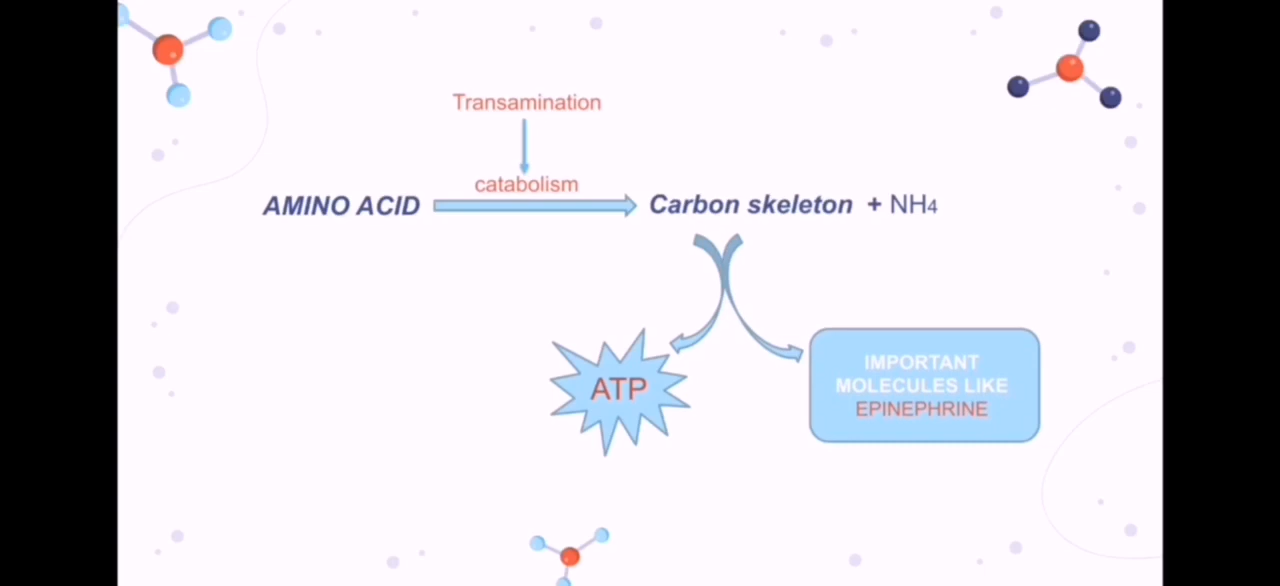 Transamination
catabolism
AMINO ACID
Carbon skeleton + NH4
ATP
IMPORTANT
MOLECULES LIKE
EPINEPHRINE